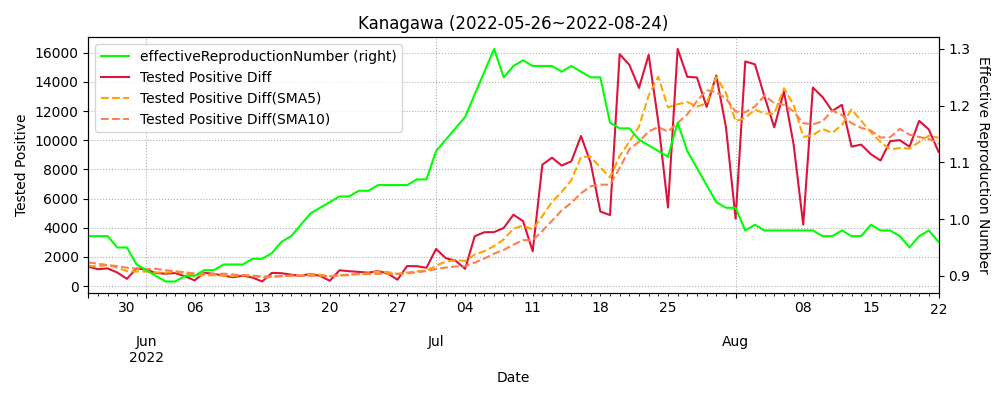 Kanagawa (2022-05-26~2022-08-24)
effectiveReproductionNumber (right)
Tested Positive Diff
Tested Positive Diff(SMA5)
Tested Positive Diff(SMA10)
Tested Positive
16000
14000
12000
10000
8000
6000
4000
2000
0
1.3
1.2
1.1
1.0
0.9
Effective Reproduction Number
30 06 13 20 27 04 11 18 25 08 15 22
Jun Jul Aug
2022
Date